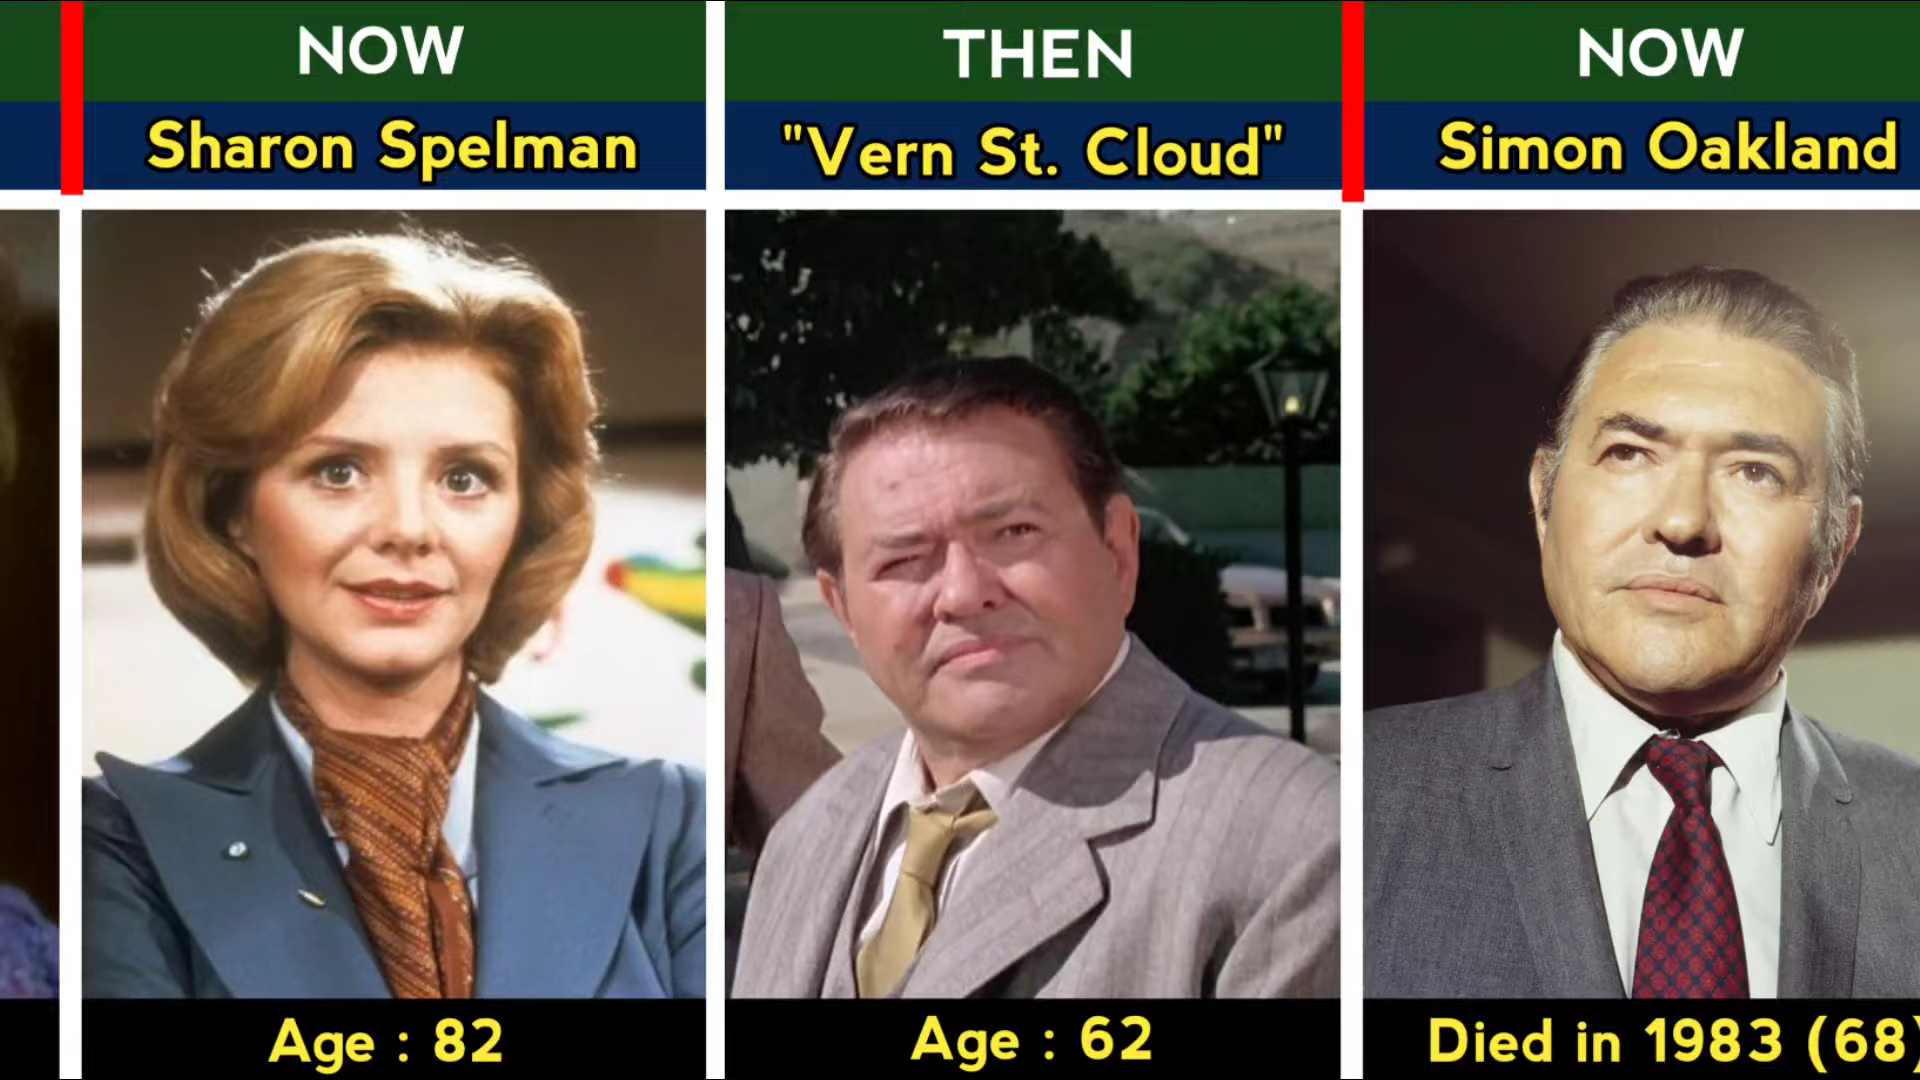 NOW
Sharon Spelman
Age : 82
THEN
"Vern St. Cloud"
Age : 62
NOW
Simon Oakland
Died in 1983 (68)